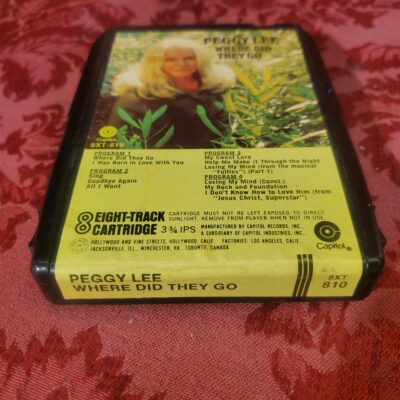 PEGGY LEE
WHERE DID
THEY GO
Capitol
8XT-810
PROGRAM 1
Where Did They Go
I Was Born in Love With You
PROGRAM 2
Sing
Goodbye Again
All I Want
PROGRAM 3
My Sweet Lord
Help Me Make it Through the Night
Losing My Mind (from the musical
"Follies") (Part 1)
PROGRAM 4
Losing My Mind (Concl.)
My Rock and Foundation
I Don't Know How to Love Him (from
"Jesus Christ, Superstar")
8 EIGHT-TRACK
CARTRIDGE 3¾ IPS
CARTRIDGE MUST NOT BE LEFT EXPOSED TO DIRECT
SUNLIGHT. REMOVE FROM PLAYER WHEN NOT IN USE.
MANUFACTURED BY CAPITOL RECORDS, INC.
A SUBSIDIARY OF CAPITOL INDUSTRIES, INC.
HOLLYWOOD AND VINE STREETS, HOLLYWOOD, CALIF. FACTORIES: LOS ANGELES, CALIF.,
JACKSONVILLE, ILL., WINCHESTER, VA. TORONTO, CANADA
Capitol
PEGGY LEE
WHERE DID THEY GO
8XT
810